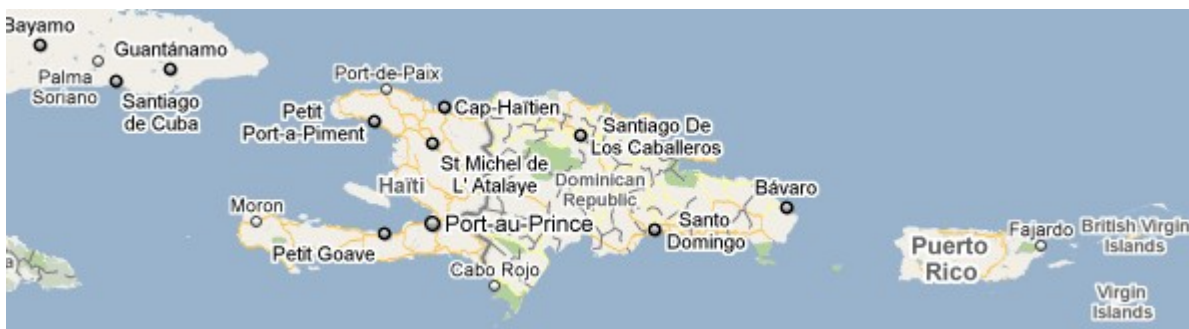 Bayamo
Guantánamo
Palma
Soriano
Santiago
de Cuba
Port-de-Paix
Petit
Port-a-Piment
Cap-Haïtien
Santiago De
Los Caballeros
St Michel de
L' Atalaye
Haïti
Dominican
Republic
Bávaro
Moron
Port-au-Prince
Santo
Domingo
Petit Goave
Cabo Rojo
Puerto
Rico
Fajardo
British Virgin
Islands
Virgin
Islands